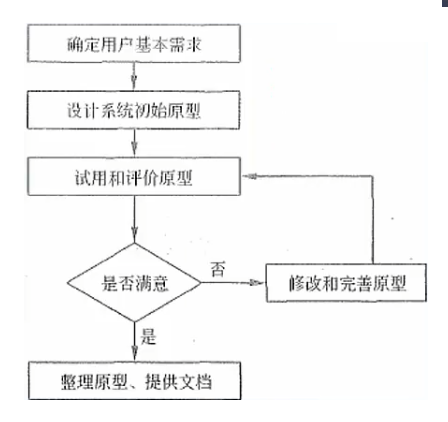 确定用户基本需求
设计系统初始原型
试用和评价原型
是否满意
否
修改和完善原型
是
整理原型、提供文档